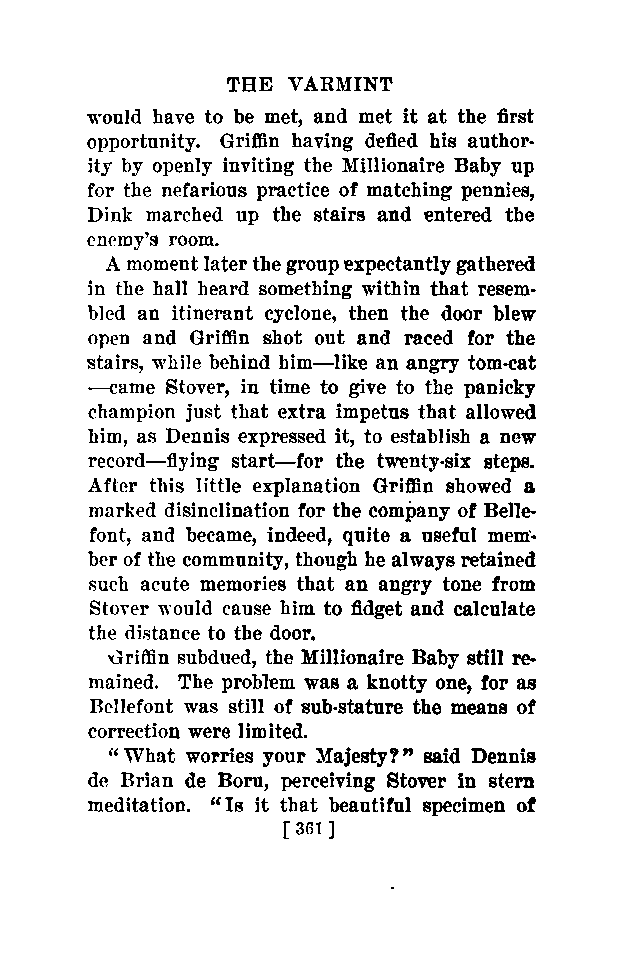 THE VARMINT
would have to be met, and met it at the first
opportunity. Griffin having defied his author-
ity by openly inviting the Millionaire Baby up
for the nefarious practice of matching pennies,
Dink marched up the stairs and entered the
enemy's room.
A moment later the group expectantly gathered
in the hall heard something within that resem-
bled an itinerant cyclone, then the door blew
open and Griffin shot out and raced for the
stairs, while behind him—like an angry tom-cat
—came Stover, in time to give to the panicky
champion just that extra impetus that allowed
him, as Dennis expressed it, to establish a new
record—flying start—for the twenty-six steps.
After this little explanation Griffin showed a
marked disinclination for the company of Belle-
font, and became, indeed, quite a useful mem-
ber of the community, though he always retained
such acute memories that an angry tone from
Stover would cause him to fidget and calculate
the distance to the door.
Griffin subdued, the Millionaire Baby still re-
mained. The problem was a knotty one, for as
Bellefont was still of sub-stature the means of
correction were limited.
"What worries your Majesty?" said Dennis
de Brian de Boru, perceiving Stover in stern
meditation. "Is it that beautiful specimen of
[ 361 ]